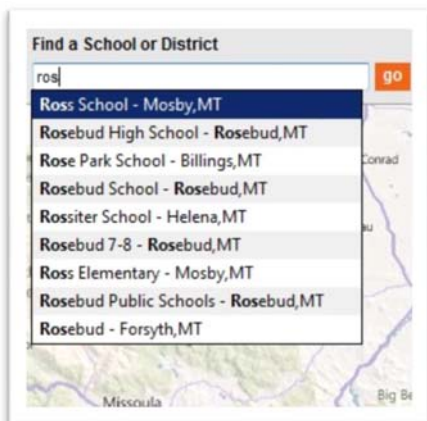 Find a School or District
ros go
Ross School - Mosby,MT
Rosebud High School - Rosebud,MT
Rose Park School - Billings,MT
Rosebud School - Rosebud,MT
Rossiter School - Helena,MT
Rosebud 7-8 - Rosebud,MT
Ross Elementary - Mosby,MT
Rosebud Public Schools - Rosebud,MT
Rosebud - Forsyth,MT
Conrad
au
Missoula
Big Be